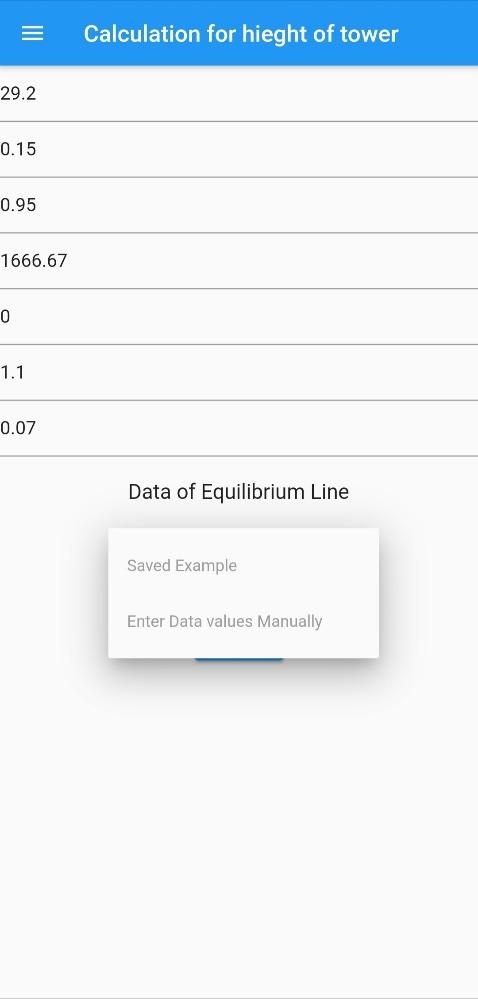 Calculation for hieght of tower
29.2
0.15
0.95
1666.67
0
1.1
0.07
Data of Equilibrium Line
Saved Example
Enter Data values Manually